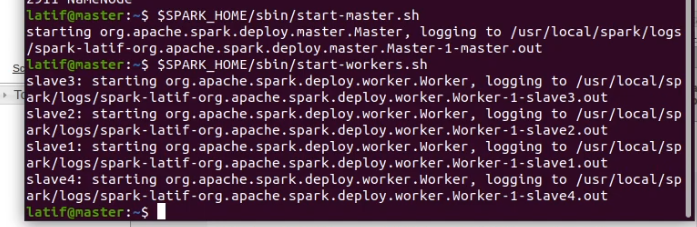 2911 NameNode
latif@master:~$ $SPARK_HOME/sbin/start-master.sh
starting org.apache.spark.deploy.master.Master, logging to /usr/local/spark/logs
/spark-latif-org.apache.spark.deploy.master.Master-1-master.out
latif@master:~$ $SPARK_HOME/sbin/start-workers.sh
slave3: starting org.apache.spark.deploy.worker.Worker, logging to /usr/local/sp
ark/logs/spark-latif-org.apache.spark.deploy.worker.Worker-1-slave3.out
slave2: starting org.apache.spark.deploy.worker.Worker, logging to /usr/local/sp
ark/logs/spark-latif-org.apache.spark.deploy.worker.Worker-1-slave2.out
slave1: starting org.apache.spark.deploy.worker.Worker, logging to /usr/local/sp
ark/logs/spark-latif-org.apache.spark.deploy.worker.Worker-1-slave1.out
slave4: starting org.apache.spark.deploy.worker.Worker, logging to /usr/local/sp
ark/logs/spark-latif-org.apache.spark.deploy.worker.Worker-1-slave4.out
latif@master:~$